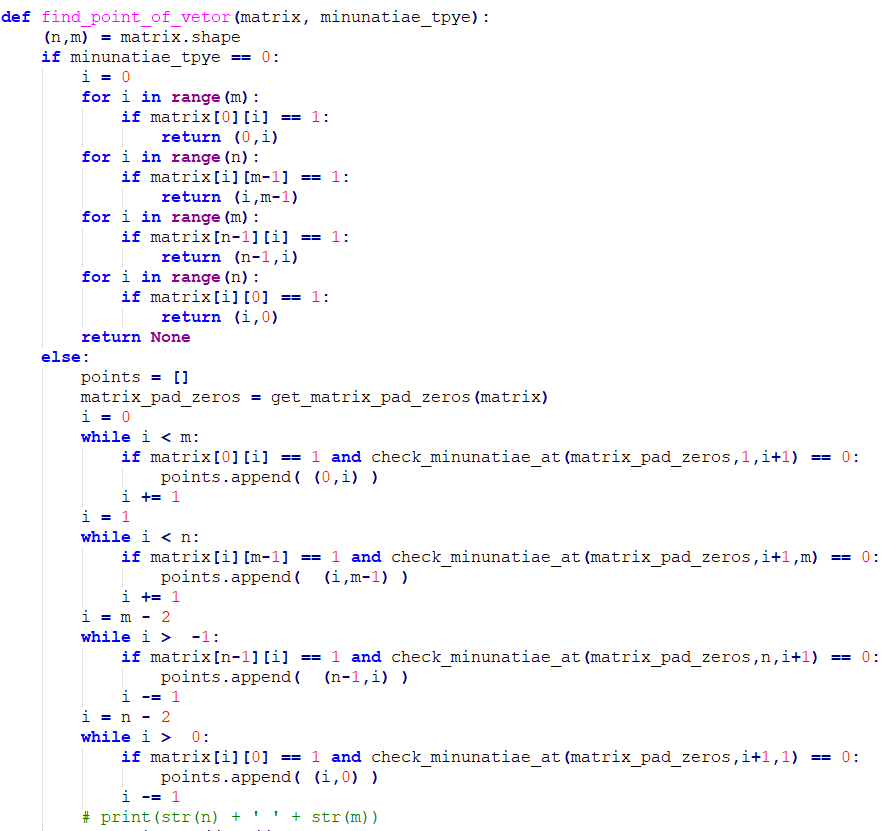 def find_point_of_vetor(matrix, minunatiae_tpye):
    (n,m) = matrix.shape
    if minunatiae_tpye == 0:
        i = 0
        for i in range(m):
            if matrix[0][i] == 1:
                return (0,i)
        for i in range(n):
            if matrix[i][m-1] == 1:
                return (i,m-1)
        for i in range(m):
            if matrix[n-1][i] == 1:
                return (n-1,i)
        for i in range(n):
            if matrix[i][0] == 1:
                return (i,0)
        return None
    else:
        points = []
        matrix_pad_zeros = get_matrix_pad_zeros(matrix)
        i = 0
        while i < m:
            if matrix[0][i] == 1 and check_minunatiae_at(matrix_pad_zeros,1,i+1) == 0:
                points.append( (0,i) )
            i += 1
        i = 1
        while i < n:
            if matrix[i][m-1] == 1 and check_minunatiae_at(matrix_pad_zeros,i+1,m) == 0:
                points.append(  (i,m-1) )
            i += 1
        i = m - 2
        while i >  -1:
            if matrix[n-1][i] == 1 and check_minunatiae_at(matrix_pad_zeros,n,i+1) == 0:
                points.append(  (n-1,i) )
            i -= 1
        i = n - 2
        while i >  0:
            if matrix[i][0] == 1 and check_minunatiae_at(matrix_pad_zeros,i+1,1) == 0:
                points.append( (i,0) )
            i -= 1
        # print(str(n) + ' ' + str(m))